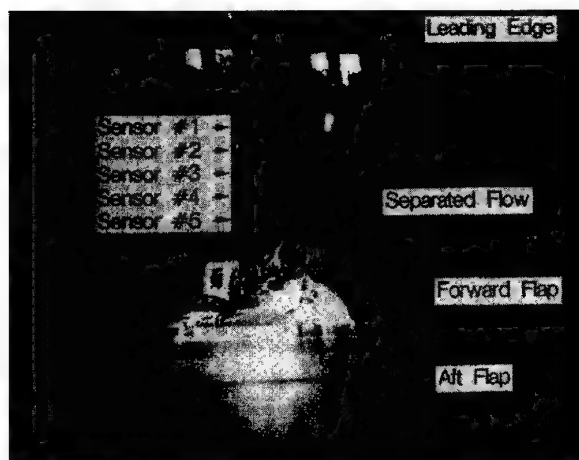 Leading Edge
Sensor #1
Sensor #2
Sensor #3
Sensor #4
Sensor #5
Separated Flow
Forward Flap
Aft Flap